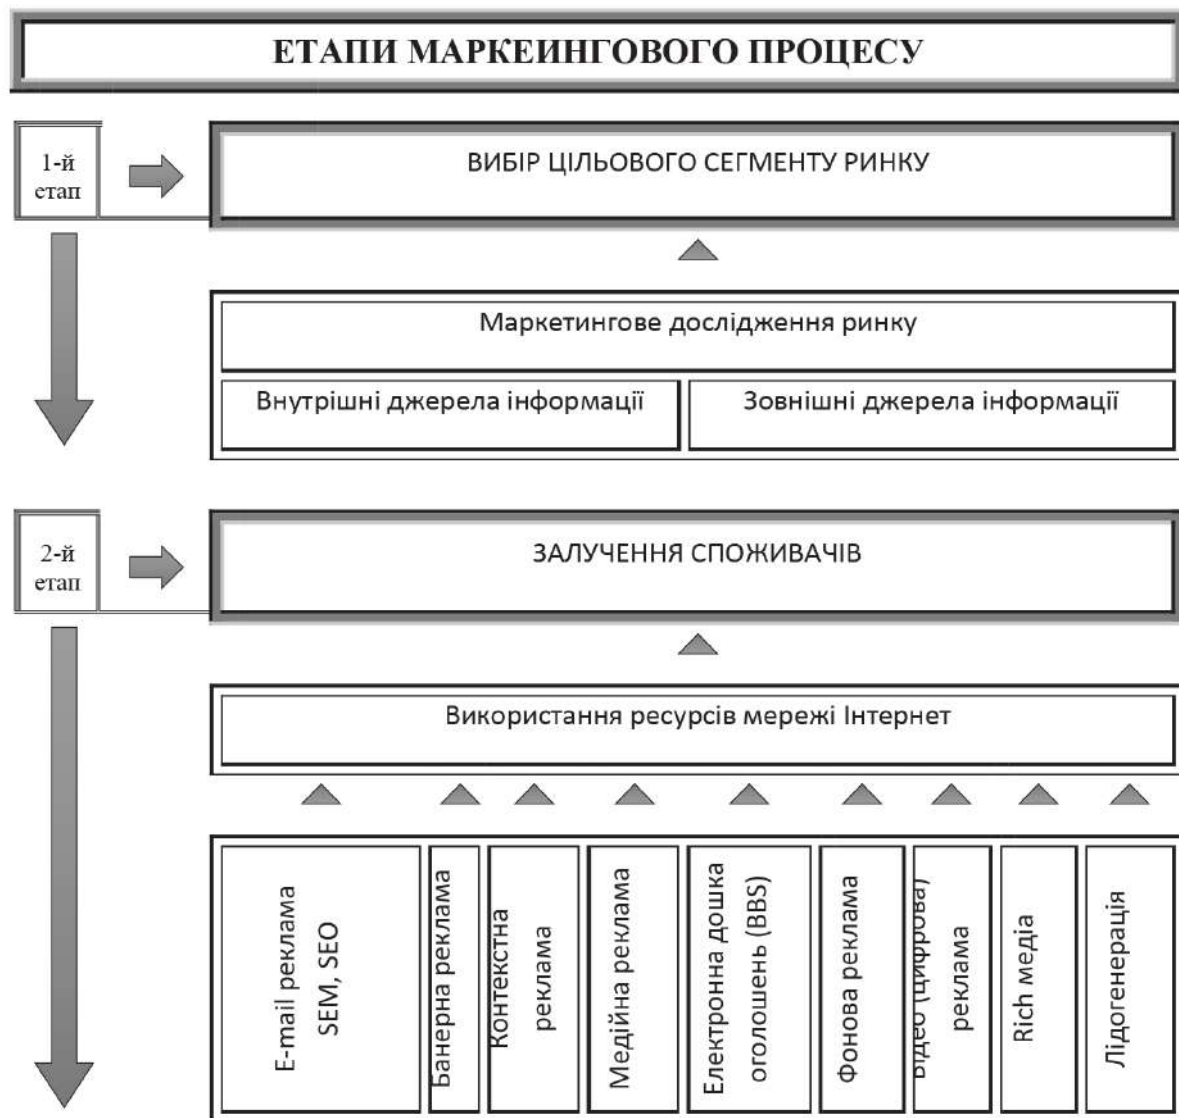 ЕТАПИ МАРКЕИНГОВОГО ПРОЦЕСУ
1-й
етап
ВИБІР ЦІЛЬОВОГО СЕГМЕНТУ РИНКУ
Маркетингове дослідження ринку
Внутрішні джерела інформації
Зовнішні джерела інформації
2-й
етап
ЗАЛУЧЕННЯ СПОЖИВАЧІВ
Використання ресурсів мережі Інтернет
E-mail реклама
SEM, SEO
Банерна реклама
Контекстна
реклама
Медійна реклама
Електронна дошка
оголошень (BBS)
Фонова реклама
Відео (цифрова)
реклама
Rich медіа
Лідогенерація